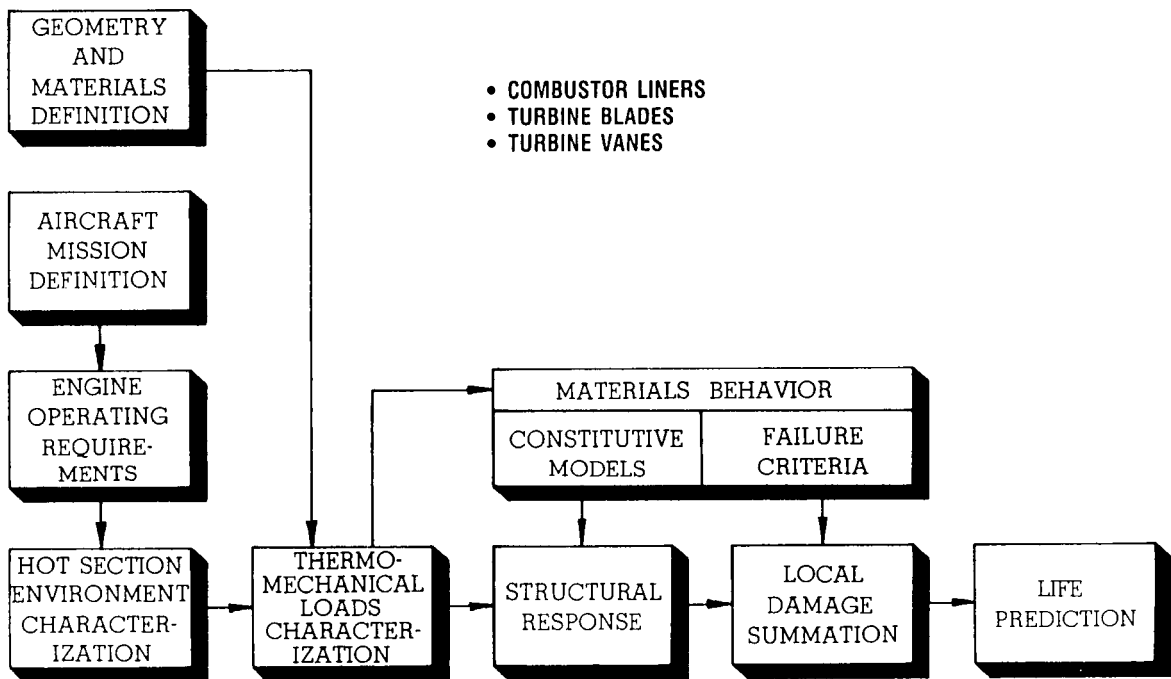 GEOMETRY
AND
MATERIALS
DEFINITION
• COMBUSTOR LINERS
• TURBINE BLADES
• TURBINE VANES
AIRCRAFT
MISSION
DEFINITION
ENGINE
OPERATING
REQUIRE-
MENTS
MATERIALS BEHAVIOR
CONSTITUTIVE
MODELS
FAILURE
CRITERIA
HOT SECTION
ENVIRONMENT
CHARACTER-
IZATION
THERMO-
MECHANICAL
LOADS
CHARACTER-
IZATION
STRUCTURAL
RESPONSE
LOCAL
DAMAGE
SUMMATION
LIFE
PREDICTION